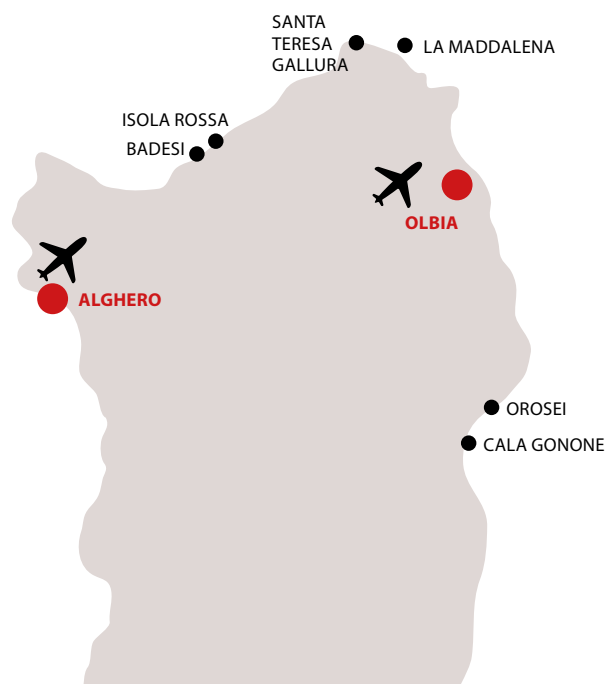 SANTA
TERESA
GALLURA
LA MADDALENA
ISOLA ROSSA
BADESI
OLBIA
ALGHERO
OROSEI
CALA GONONE